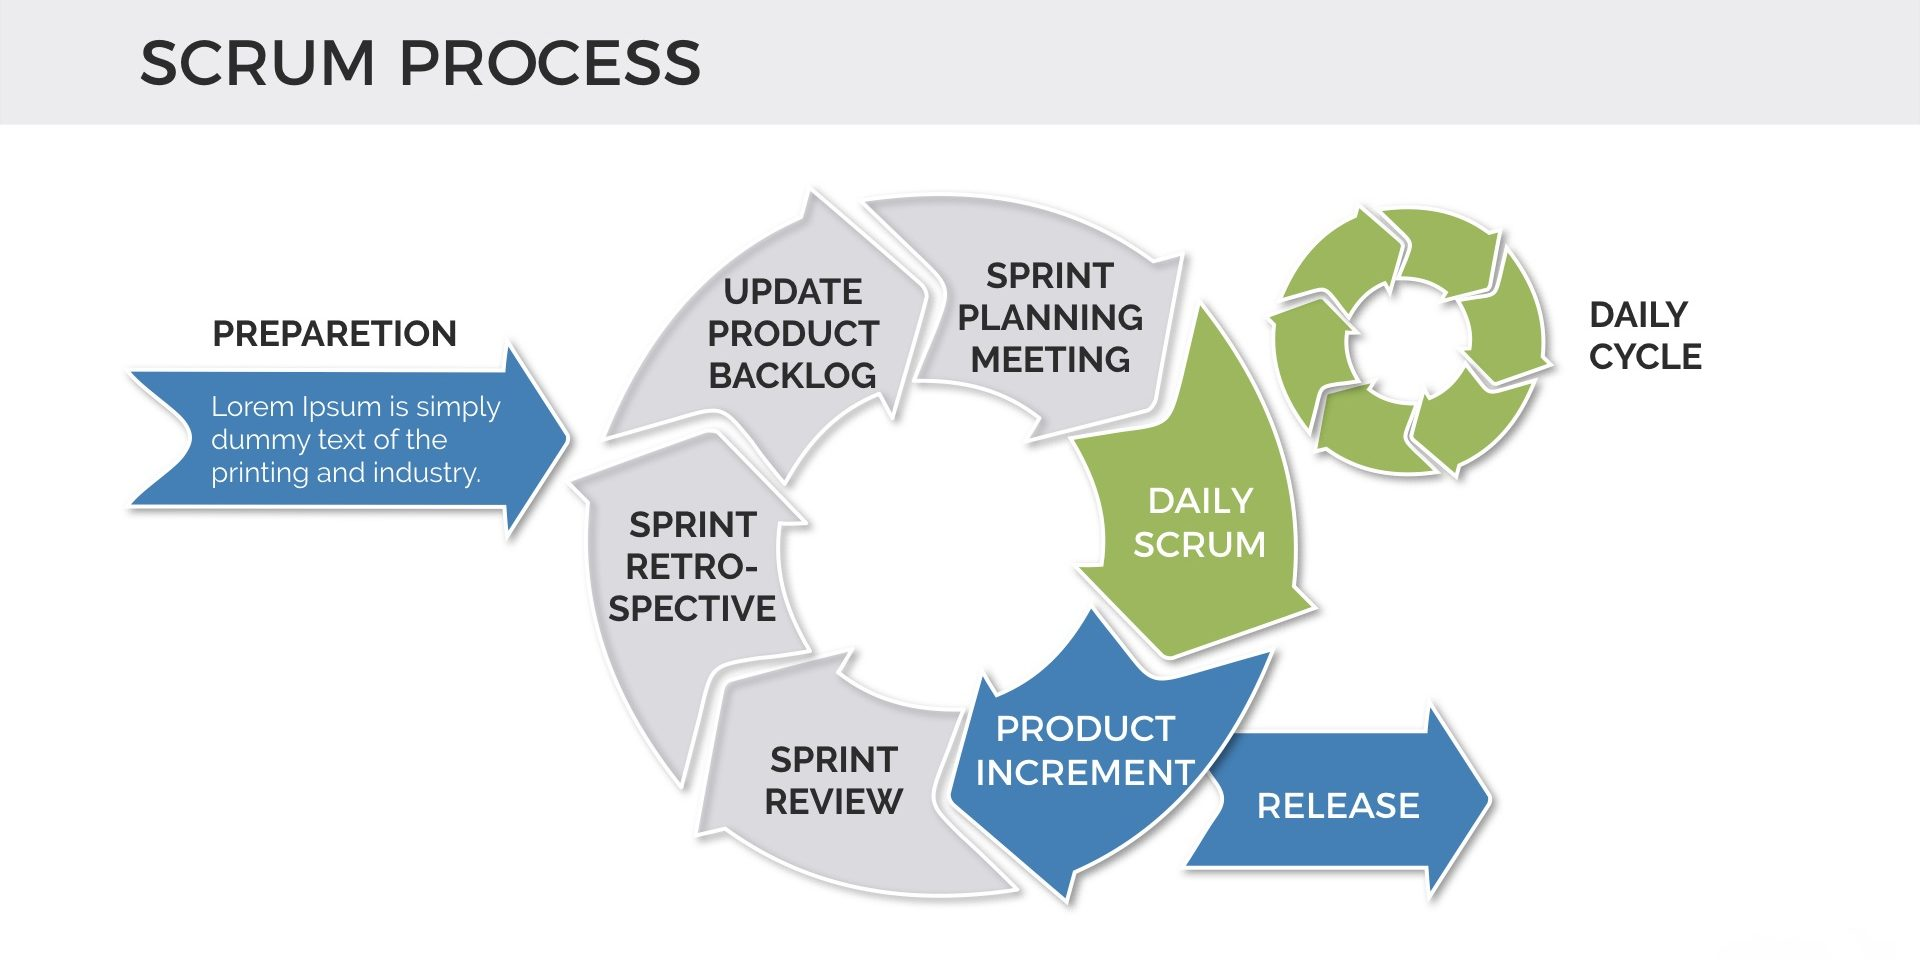 SCRUM PROCESS
PREPARETION
Lorem Ipsum is simply
dummy text of the
printing and industry.
UPDATE
PRODUCT
BACKLOG
SPRINT
PLANNING
MEETING
DAILY
CYCLE
DAILY
SCRUM
SPRINT
RETRO-
SPECTIVE
PRODUCT
INCREMENT
SPRINT
REVIEW
RELEASE